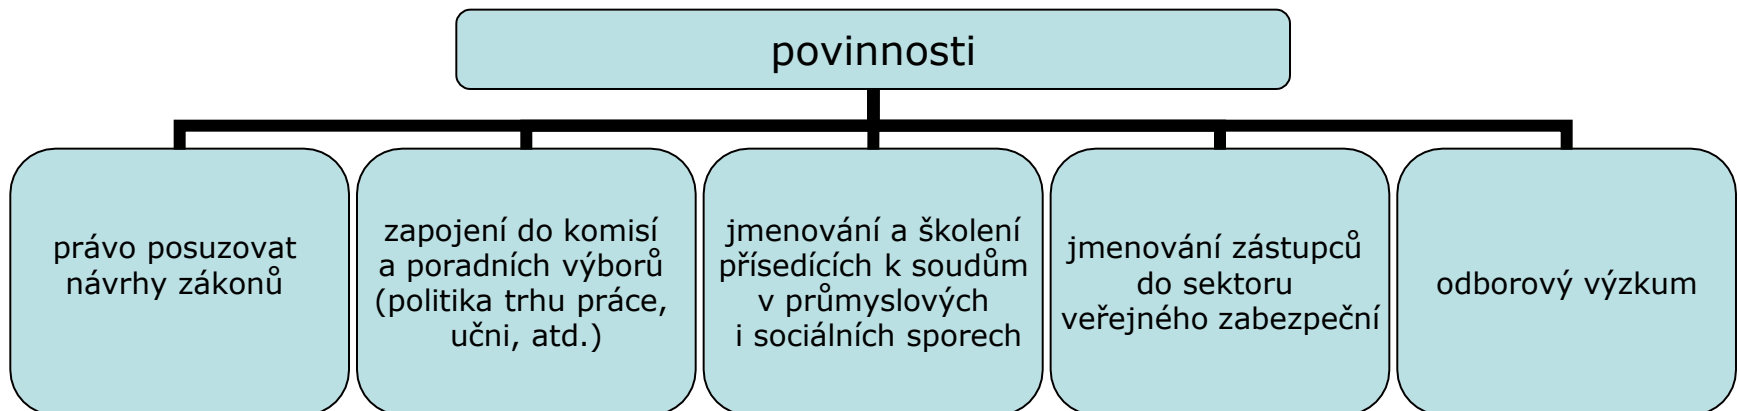 povinnosti
právo posuzovat
návrhy zákonů
zapojení do komisí
a poradních výborů
(politika trhu práce,
učni, atd.)
jmenování a školení
přísedících k soudům
v průmyslových
i sociálních sporech
jmenování zástupců
do sektoru
veřejného zabezpeční
odborový výzkum